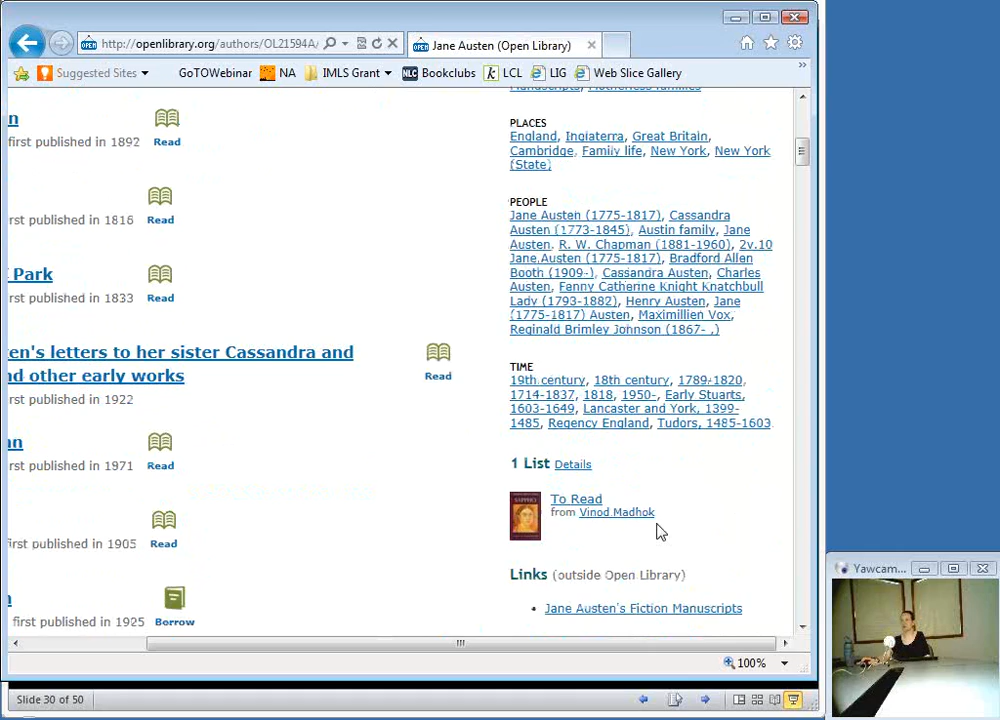 http://openlibrary.org/authors/OL21594A
Jane Austen (Open Library)
Suggested Sites
GoTOWebinar
NA
IMLS Grant
NLC Bookclubs
LCL
LIG
Web Slice Gallery
Manuscripts, Motherless families
n
first published in 1892
Read
rst published in 1816
Read
Park
rst published in 1833
Read
en's letters to her sister Cassandra and
nd other early works
rst published in 1922
Read
nn
rst published in 1971
Read
first published in 1905
Read
first published in 1925
Borrow
PLACES
England, Inglaterra, Great Britain,
Cambridge, Family life, New York, New York
(State)
PEOPLE
Jane Austen (1775-1817), Cassandra
Austen (1773-1845), Austin family, Jane
Austen, R. W. Chapman (1881-1960), 2v.10
Jane.Austen (1775-1817), Bradford Allen
Booth (1909-), Cassandra Austen, Charles
Austen, Fanny Catherine Knight Knatchbull
Lady (1793-1882), Henry Austen, Jane
(1775-1817) Austen, Maximillien Vox,
Reginald Brimley Johnson (1867- ,)
TIME
19th century, 18th century, 1789-1820,
1714-1837, 1818, 1950-, Early Stuarts,
1603-1649, Lancaster and York, 1399-
1485, Regency England, Tudors, 1485-1603
1 List Details
To Read
from Vinod Madhok
Links (outside Open Library)
Jane Austen's Fiction Manuscripts
100%
Slide 30 of 50
Yawcam...